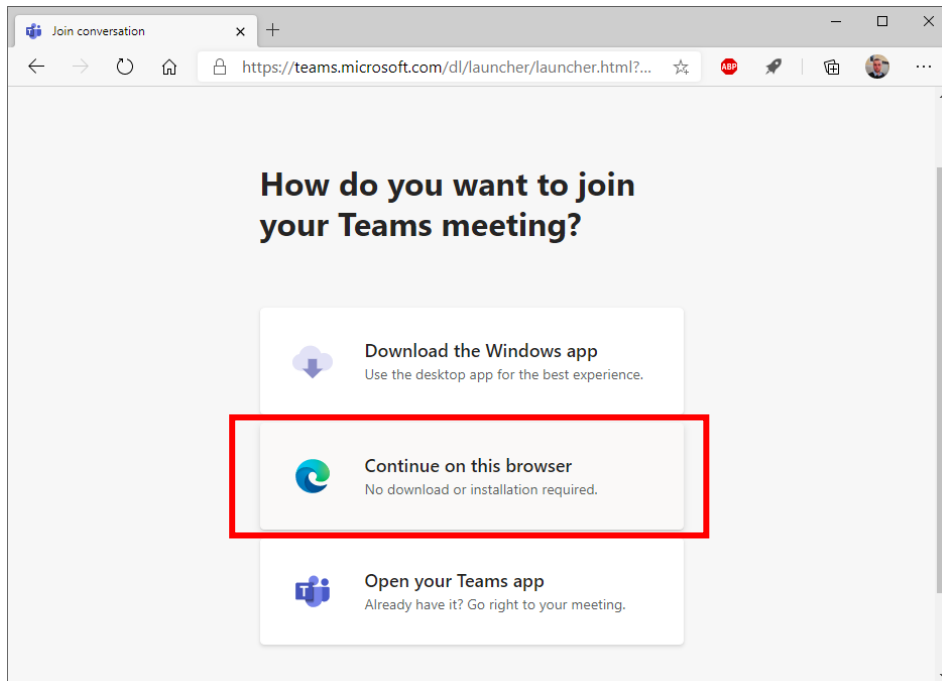 Join conversation
https://teams.microsoft.com/dl/launcher/launcher.html?...
ABP
How do you want to join
your Teams meeting?
Download the Windows app
Use the desktop app for the best experience.
Continue on this browser
No download or installation required.
T
Open your Teams app
Already have it? Go right to your meeting.